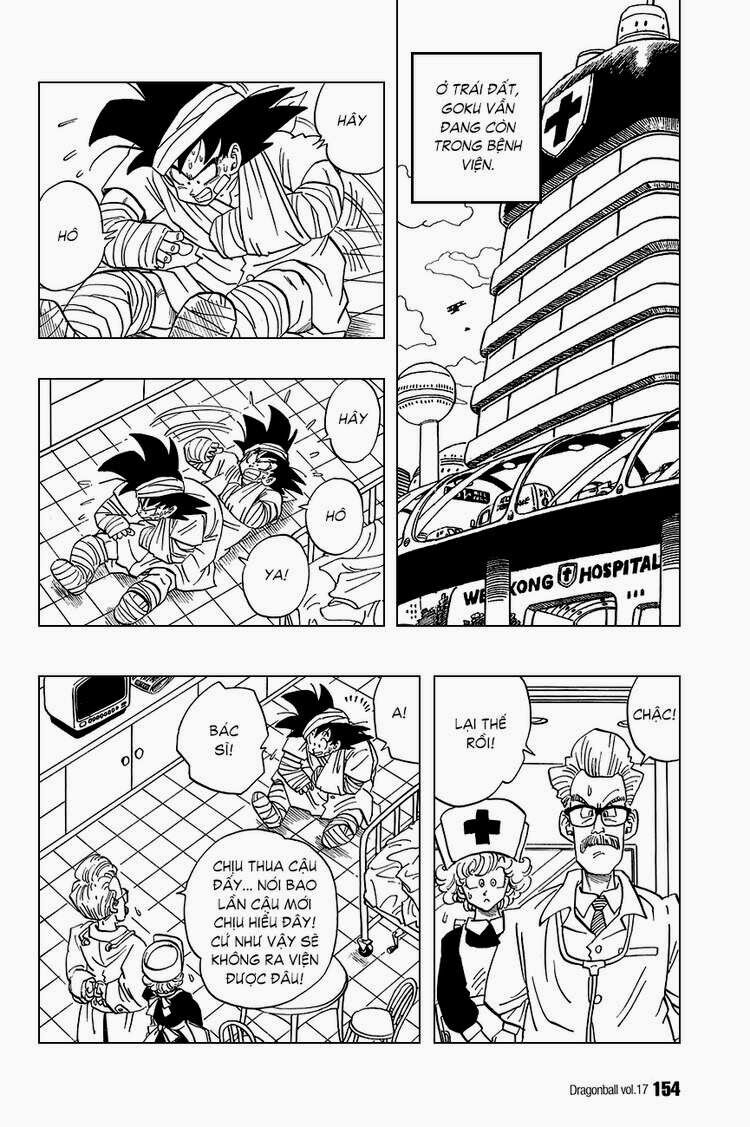 Ở TRÁI ĐẤT,
GOKU VẪN
ĐANG CÒN
TRONG BỆNH
VIỆN.
KONG HOSPITAL
HÂY
HÔ
HÂY
HÔ
YA!
CHẬC!
LẠI THẾ
RỒI!
A!
BÁC
SĨ!
CHỊU THUA CẬU
ĐẤY... NÓI BAO
LẦN CẬU MỚI
CHỊU HIỂU ĐÂY!
CỨ NHƯ VẬY SẼ
KHÔNG RA VIỆN
ĐƯỢC ĐÂU!
Dragonball vol.17 154